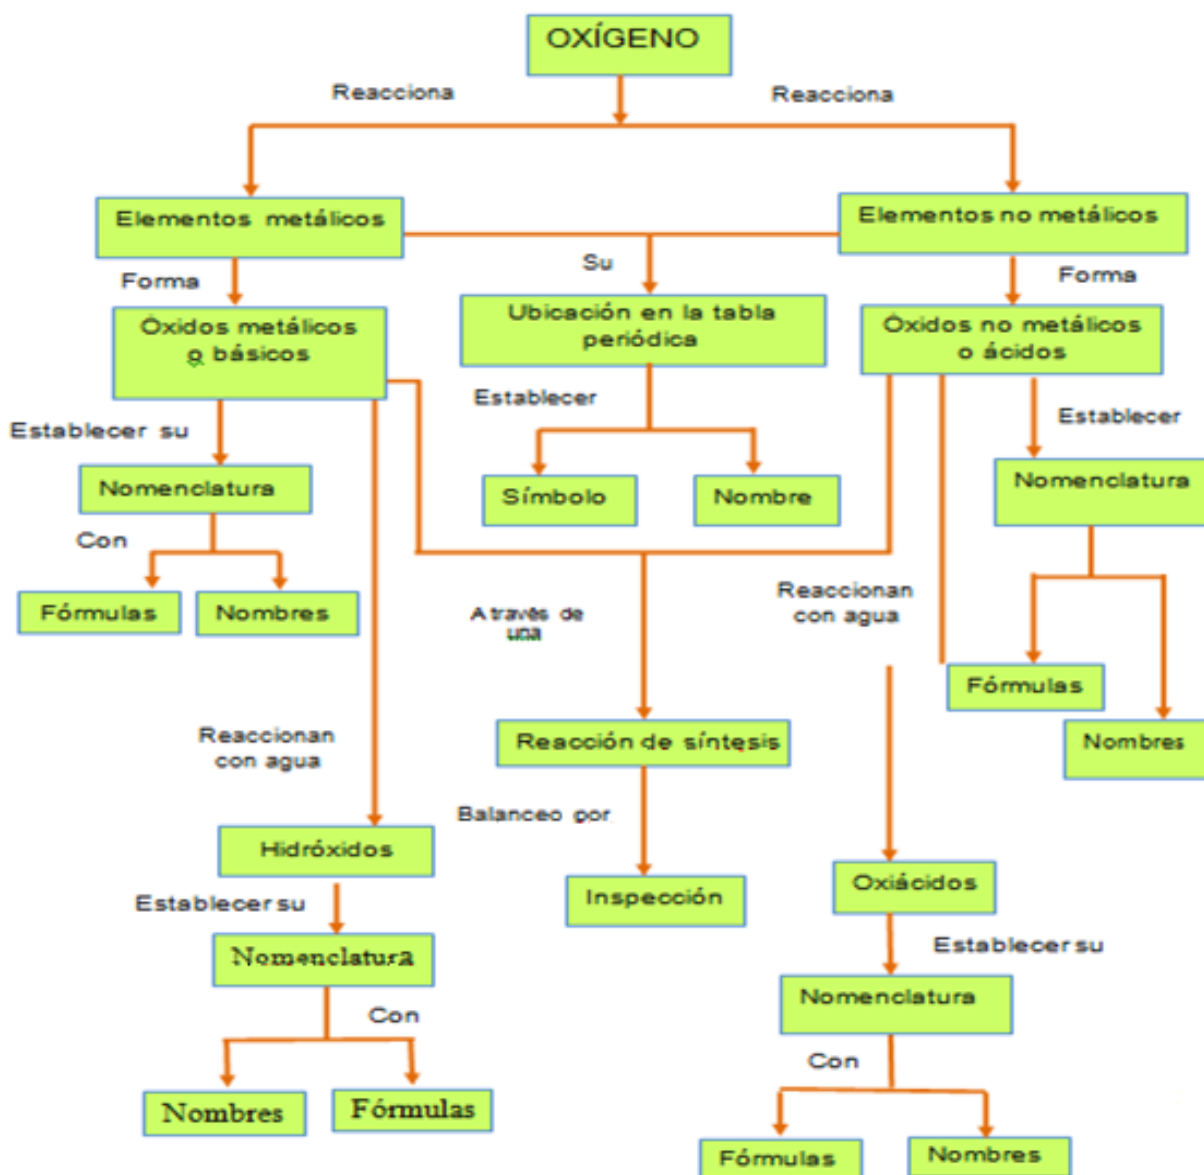 OXÍGENO
Reacciona
Reacciona
Elementos metálicos
Elementos no metálicos
Forma
Su
Forma
Óxidos metálicos
o básicos
Ubicación en la tabla
periódica
Óxidos no metálicos
o ácidos
Establecer su
Establecer
Establecer
Nomenclatura
Símbolo
Nombre
Nomenclatura
Con
Fórmulas
Nombres
A través de
una
Reaccionan
con agua
Fórmulas
Nombres
Reaccionan
con agua
Reacción de síntesis
Balanceo por
Hidróxidos
Inspección
Oxiácidos
Establecer su
Establecer su
Nomenclatura
Nomenclatura
Con
Con
Nombres
Fórmulas
Fórmulas
Nombres